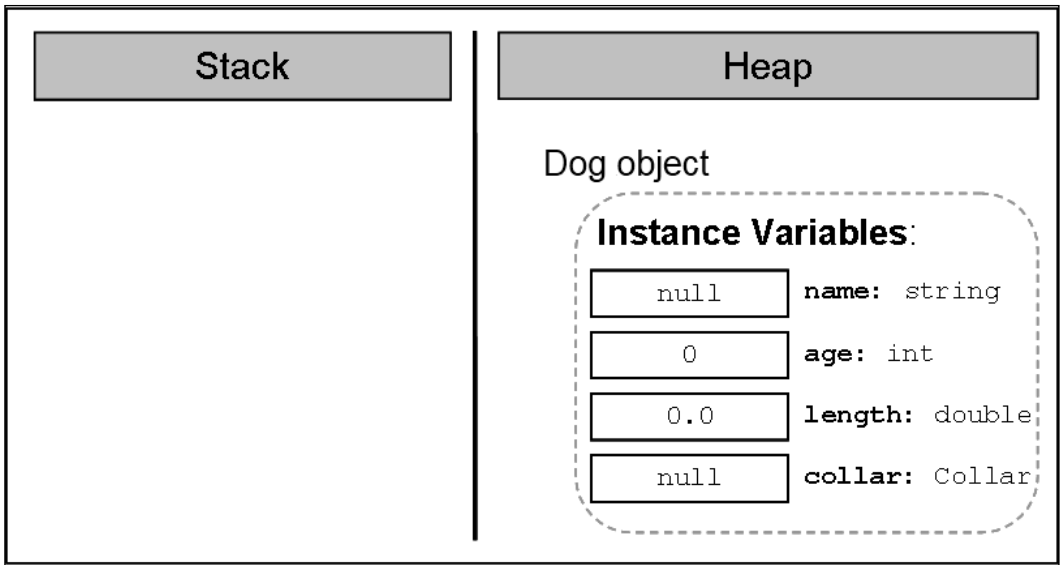 Stack
Heap
Dog object
Instance Variables:
null name: string
0 age: int
0.0 length: double
null collar: Collar